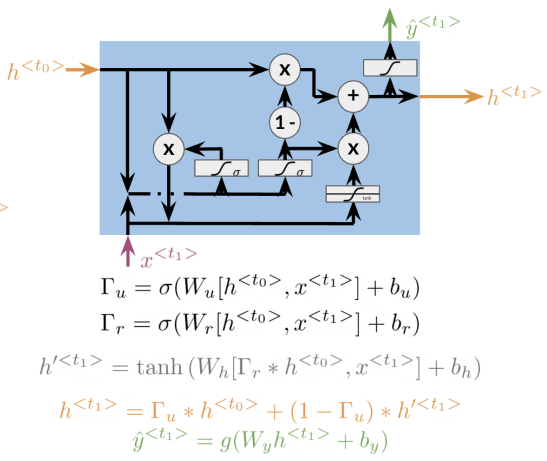 ŷ^{<t_1>}
h^{<t_0>}
x
+
h^{<t_1>}
1 -
x
x
σ
σ
tanh
>
x^{<t_1>}
Γ_u = σ(W_u[h^{<t_0>}, x^{<t_1>}] + b_u)
Γ_r = σ(W_r[h^{<t_0>}, x^{<t_1>}] + b_r)
h'^{<t_1>} = tanh (W_h[Γ_r * h^{<t_0>}, x^{<t_1>}] + b_h)
h^{<t_1>} = Γ_u * h^{<t_0>} + (1 − Γ_u) * h'^{<t_1>}
ŷ^{<t_1>} = g(W_y h^{<t_1>} + b_y)